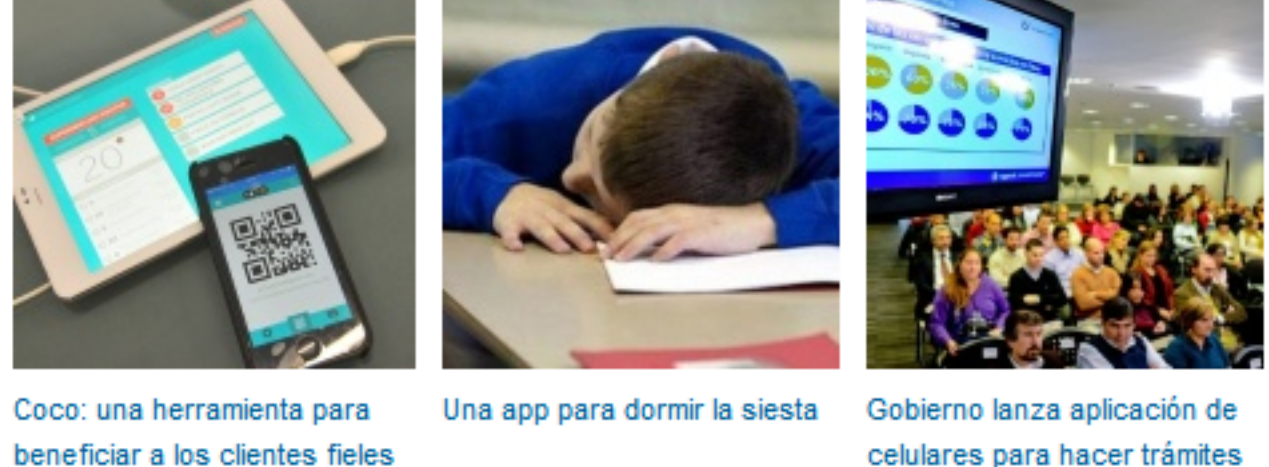 Coco: una herramienta para
beneficiar a los clientes fieles
Una app para dormir la siesta
Gobierno lanza aplicación de
celulares para hacer trámites